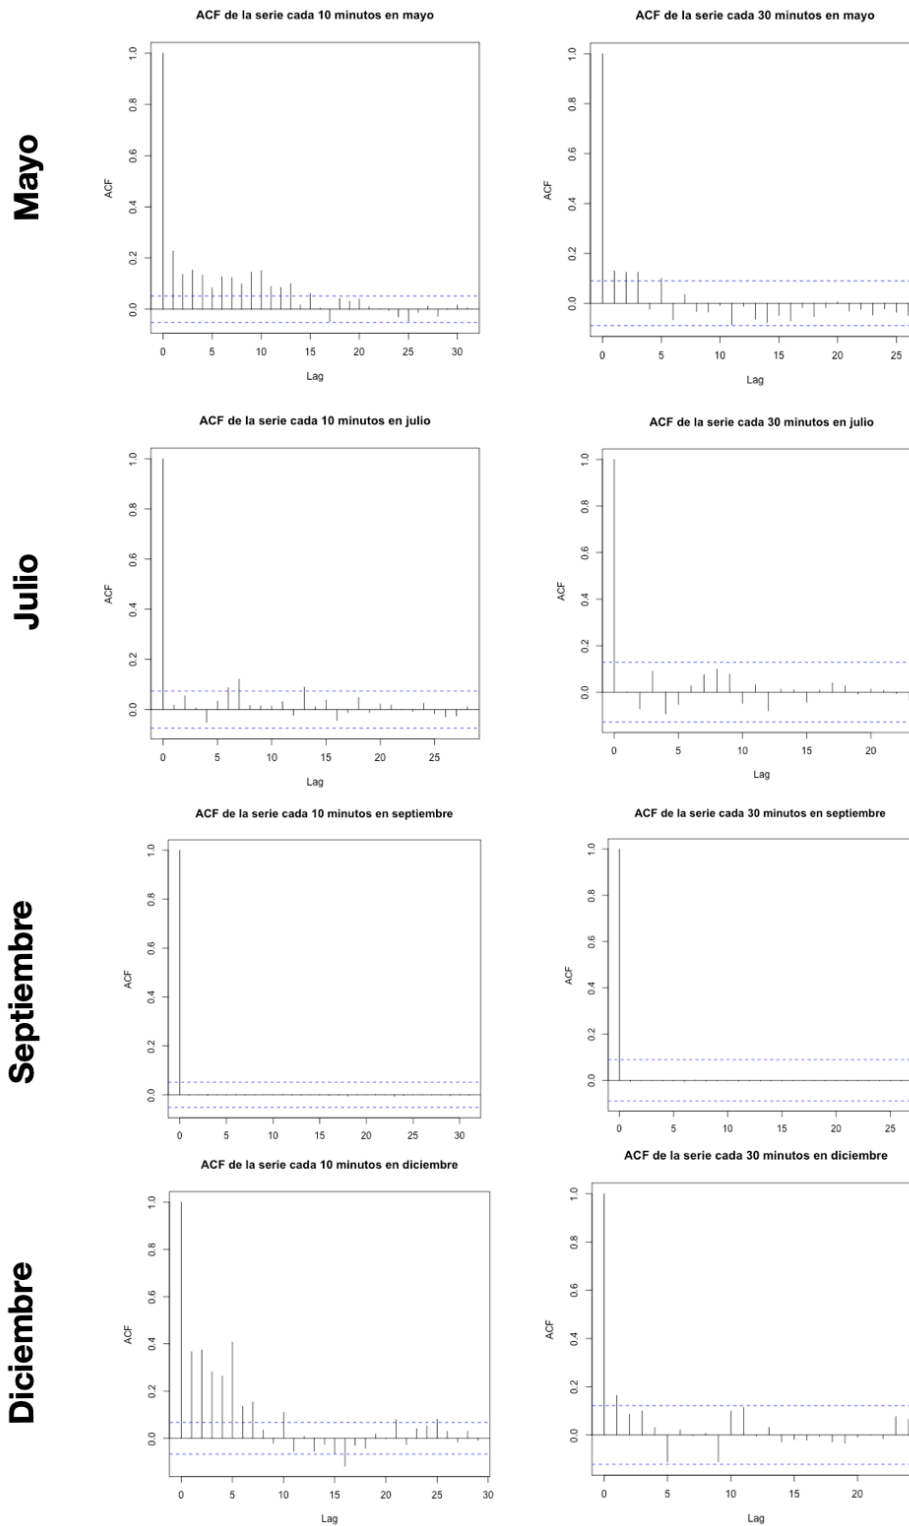 Mayo
ACF de la serie cada 10 minutos en mayo
ACF
1.0
0.8
0.6
0.4
0.2
0.0
0 5 10 15 20 25 30
Lag
ACF de la serie cada 30 minutos en mayo
ACF
1.0
0.8
0.6
0.4
0.2
0.0
0 5 10 15 20 25
Lag
Julio
ACF de la serie cada 10 minutos en julio
ACF
1.0
0.8
0.6
0.4
0.2
0.0
0 5 10 15 20 25
Lag
ACF de la serie cada 30 minutos en julio
ACF
1.0
0.8
0.6
0.4
0.2
0.0
0 5 10 15 20
Lag
Septiembre
ACF de la serie cada 10 minutos en septiembre
ACF
1.0
0.8
0.6
0.4
0.2
0.0
0 5 10 15 20 25 30
ACF de la serie cada 30 minutos en septiembre
ACF
1.0
0.8
0.6
0.4
0.2
0.0
0 5 10 15 20 25
Diciembre
ACF de la serie cada 10 minutos en diciembre
ACF
1.0
0.8
0.6
0.4
0.2
0.0
0 5 10 15 20 25 30
Lag
ACF de la serie cada 30 minutos en diciembre
ACF
1.0
0.8
0.6
0.4
0.2
0.0
0 5 10 15 20
Lag